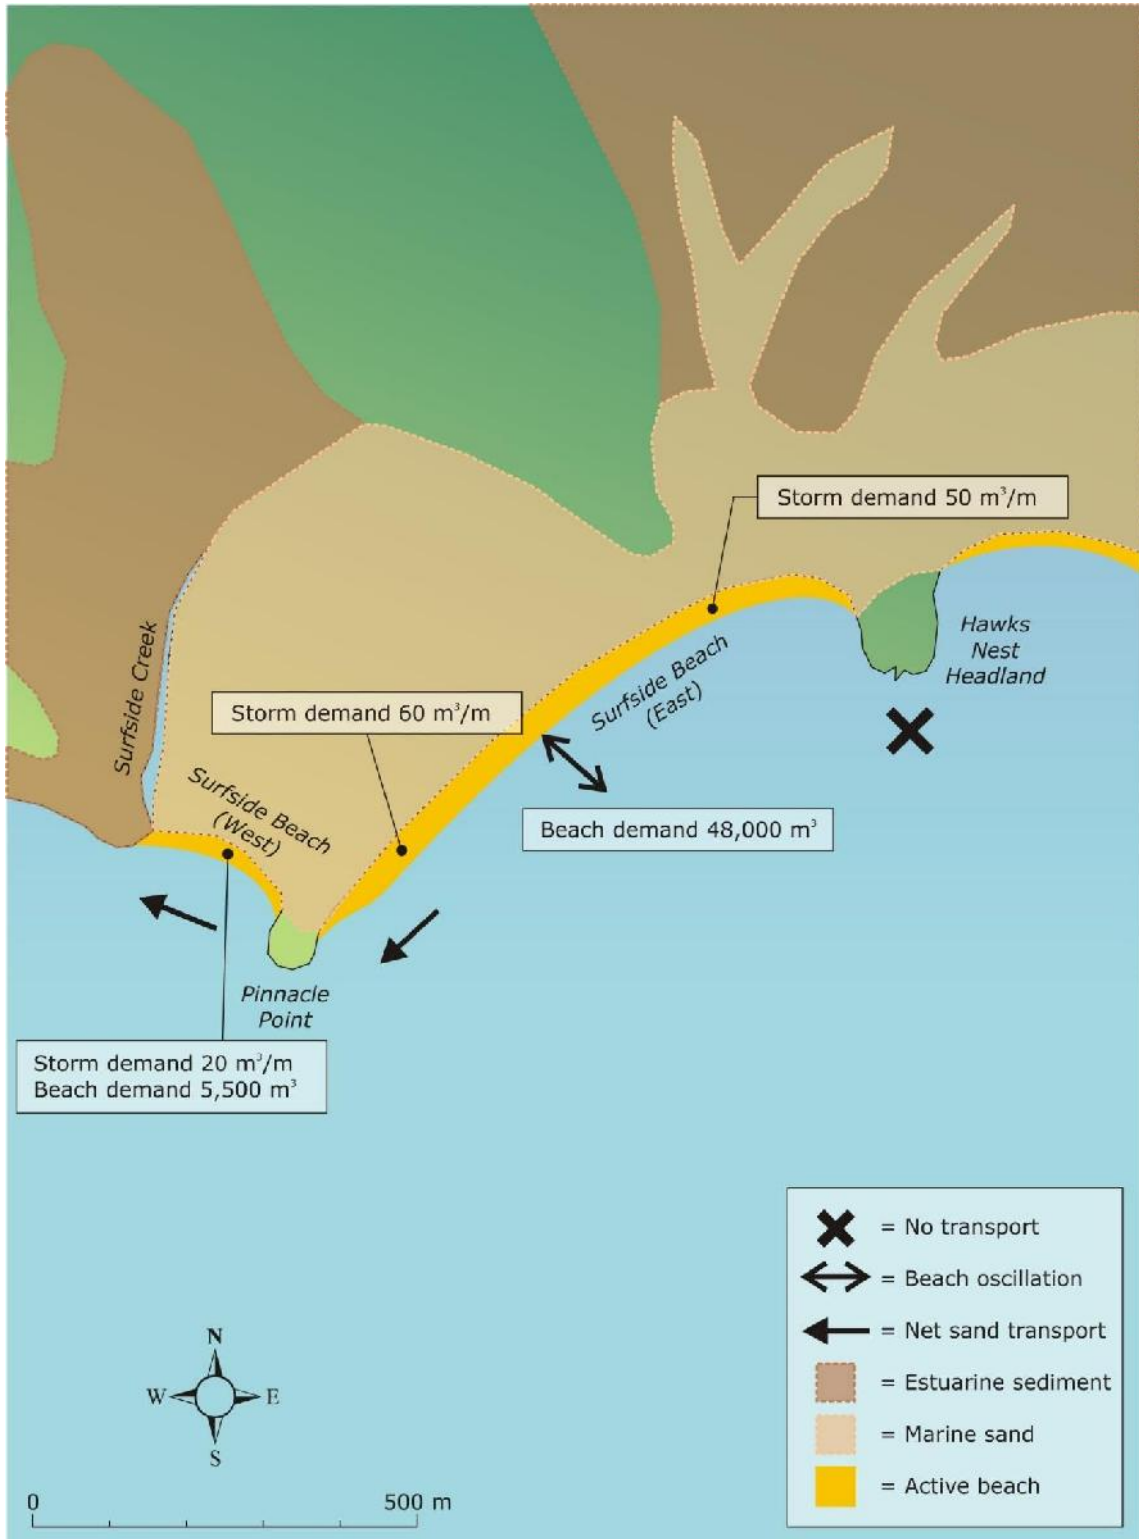 Storm demand 50 m³/m
Hawks
Nest
Headland
Surfside Creek
Storm demand 60 m³/m
Surfside Beach
(East)
Surfside Beach
(West)
Beach demand 48,000 m³
Pinnacle
Point
Storm demand 20 m³/m
Beach demand 5,500 m³
= No transport
= Beach oscillation
= Net sand transport
= Estuarine sediment
= Marine sand
= Active beach
N
W E
S
0 500 m